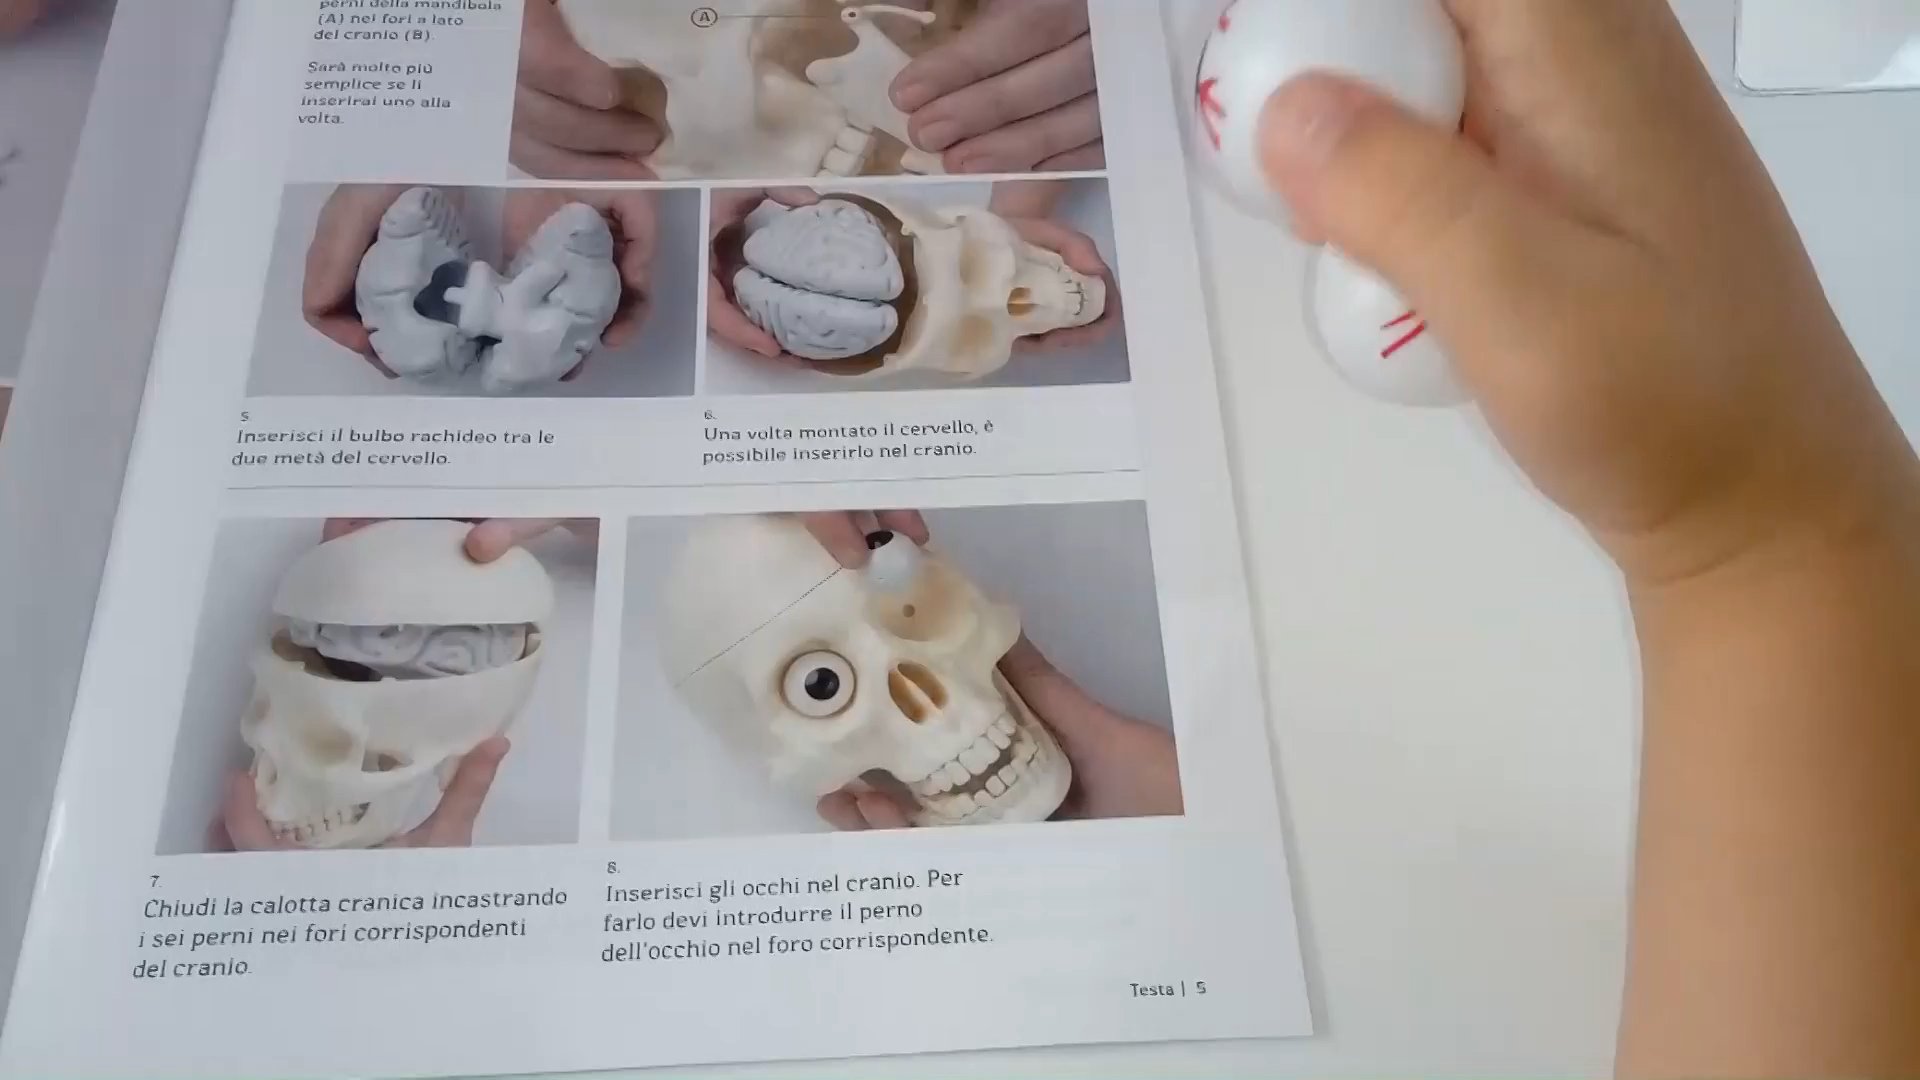 perni della mandibola
(A) nei fori a lato
del cranio (B).
Sarà molto più
semplice se li
inserirai uno alla
volta.
A
5
Inserisci il bulbo rachideo tra le
due metà del cervello.
6.
Una volta montato il cervello, è
possibile inserirlo nel cranio.
7.
Chiudi la calotta cranica incastrando
i sei perni nei fori corrispondenti
del cranio.
8.
Inserisci gli occhi nel cranio. Per
farlo devi introdurre il perno
dell'occhio nel foro corrispondente.
Testa | 5